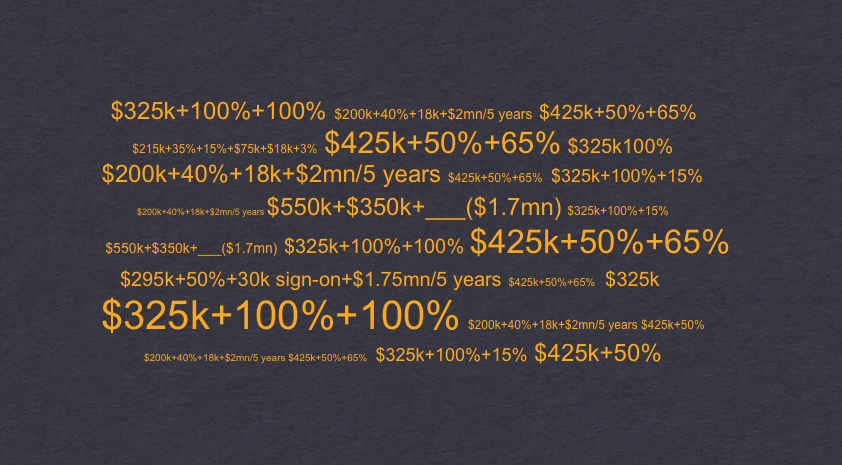 $325k+100%+100% $200k+40%+18k+$2mn/5 years $425k+50%+65%
$215k+35%+15%+$75k+$18k+3% $425k+50%+65% $325k100%
$200k+40%+18k+$2mn/5 years $425k+50%+65% $325k+100%+15%
$200k+40%+18k+$2mn/5 years $550k+$350k+___($1.7mn) $325k+100%+15%
$550k+$350k+___($1.7mn) $325k+100%+100% $425k+50%+65%
$295k+50%+30k sign-on+$1.75mn/5 years $425k+50%+65% $325k
$325k+100%+100% $200k+40%+18k+$2mn/5 years $425k+50%
$200k+40%+18k+$2mn/5 years $425k+50%+65% $325k+100%+15% $425k+50%